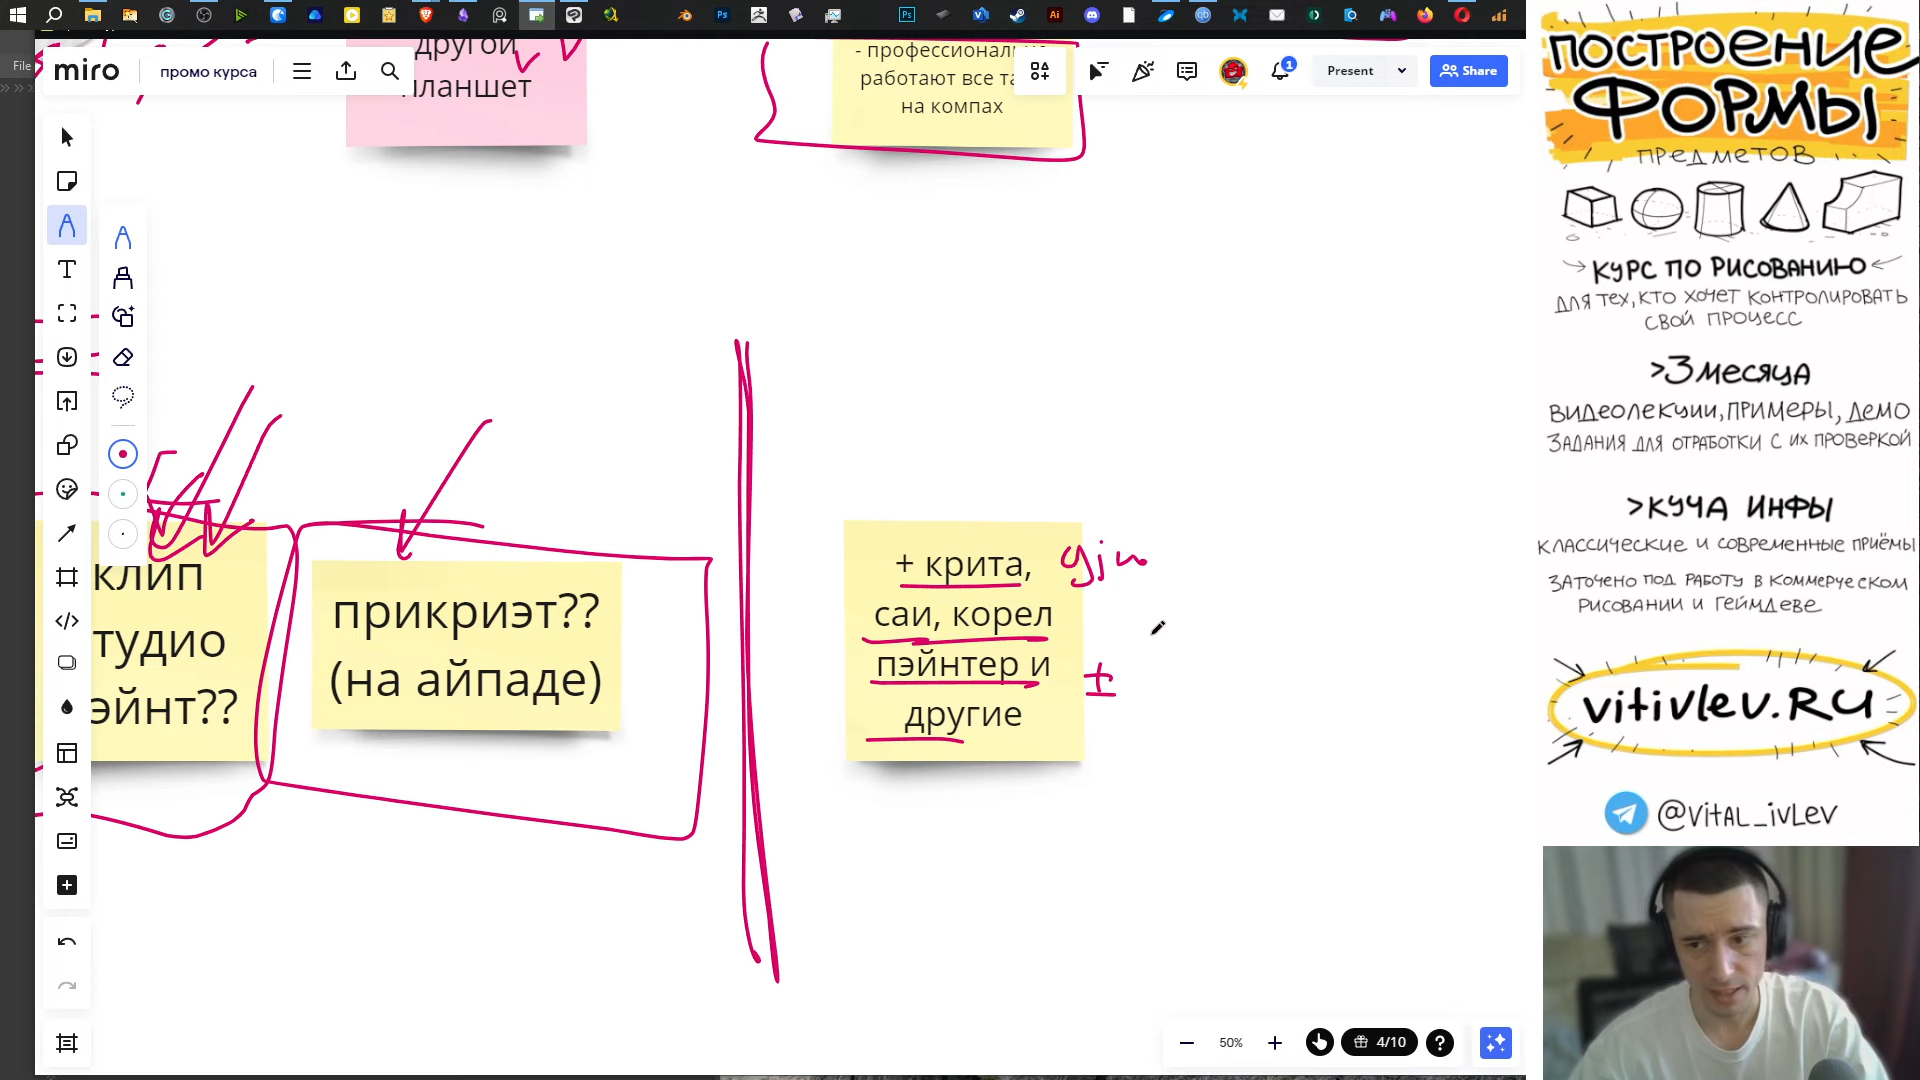 File
другой
планшет
- профессионально
работают все та
на компах
miro
промо курса
1
Present
Share
клип
тудио
эйнт??
прикриэт??
(на айпаде)
+ крита,
саи, корел
пэйнтер и
другие
±
50%
4/10
?
ПОСТРОЕНИЕ
ФОРМЫ
ПРЕДМЕТОВ
КУРС ПО РИСОВАНИЮ
ДЛЯ ТЕХ, КТО ХОЧЕТ КОНТРОЛИРОВАТЬ
СВОЙ ПРОЦЕСС
>3 месяца
ВИДЕОЛЕКЦИИ, ПРИМЕРЫ, ДЕМО
ЗАДАНИЯ ДЛЯ ОТРАБОТКИ С ИХ ПРОВЕРКОЙ
>КУЧА ИНФЫ
КЛАССИЧЕСКИЕ И СОВРЕМЕННЫЕ ПРИЁМЫ
ЗАТОЧЕНО ПОД РАБОТУ В КОММЕРЧЕСКОМ
РИСОВАНИИ И ГЕЙМДЕВЕ
vitivlev.RU
@VITAL_IVLEV